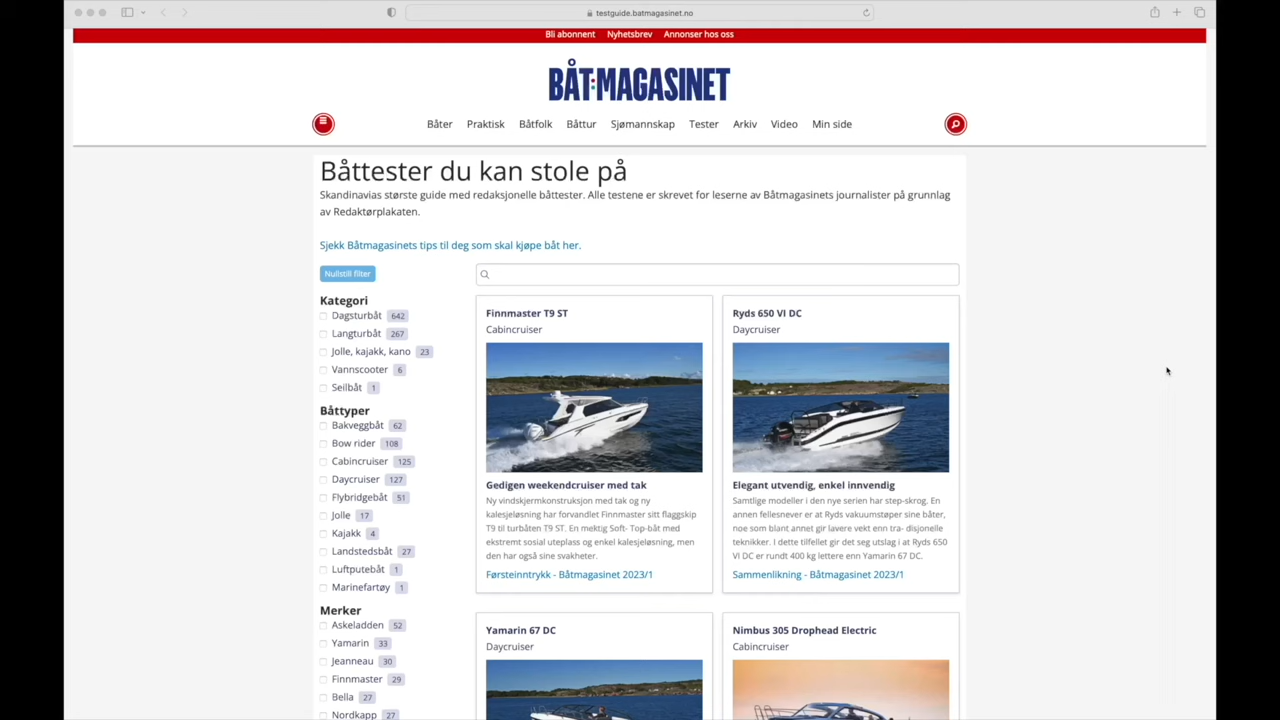 testguide.batmagasinet.no
Bli abonnent Nyhetsbrev Annonser hos oss
BÅTMAGASINET
Båter Praktisk Båtfolk Båttur Sjømannskap Tester Arkiv Video Min side
Båttester du kan stole på
Skandinavias største guide med redaksjonelle båttester. Alle testene er skrevet for leserne av Båtmagasinets journalister på grunnlag
av Redaktørplakaten.
Sjekk Båtmagasinets tips til deg som skal kjøpe båt her.
Nullstill filter
Kategori
Dagsturbåt 642
Langturbåt 267
Jolle, kajakk, kano 23
Vannscooter 6
Seilbåt 1
Båttyper
Bakveggbåt 62
Bow rider 108
Cabincruiser 125
Daycruiser 127
Flybridgebåt 51
Jolle 17
Kajakk 4
Landstedsbåt 27
Luftputebåt 1
Marinefartøy 1
Merker
Askeladden 52
Yamarin 33
Jeanneau 30
Finnmaster 29
Bella 27
Nordkapp 27
Finnmaster T9 ST
Cabincruiser
Gedigen weekendcruiser med tak
Ny vindskjermkonstruksjon med tak og ny
kalesjeløsning har forvandlet Finnmaster sitt flaggskip
T9 til turbåten T9 ST. En mektig Soft- Top-båt med
ekstremt sosial uteplass og enkel kalesjeløsning, men
den har også sine svakheter.
Førsteinntrykk - Båtmagasinet 2023/1
Ryds 650 VI DC
Daycruiser
Elegant utvendig, enkel innvendig
Samtlige modeller i den nye serien har step-skrog. En
annen fellesnever er at Ryds vakuumstøper sine båter,
noe som blant annet gir lavere vekt enn tra- disjonelle
teknikker. I dette tilfellet gir det seg utslag i at Ryds 650
VI DC er rundt 400 kg lettere enn Yamarin 67 DC.
Sammenlikning - Båtmagasinet 2023/1
Yamarin 67 DC
Daycruiser
Nimbus 305 Drophead Electric
Cabincruiser